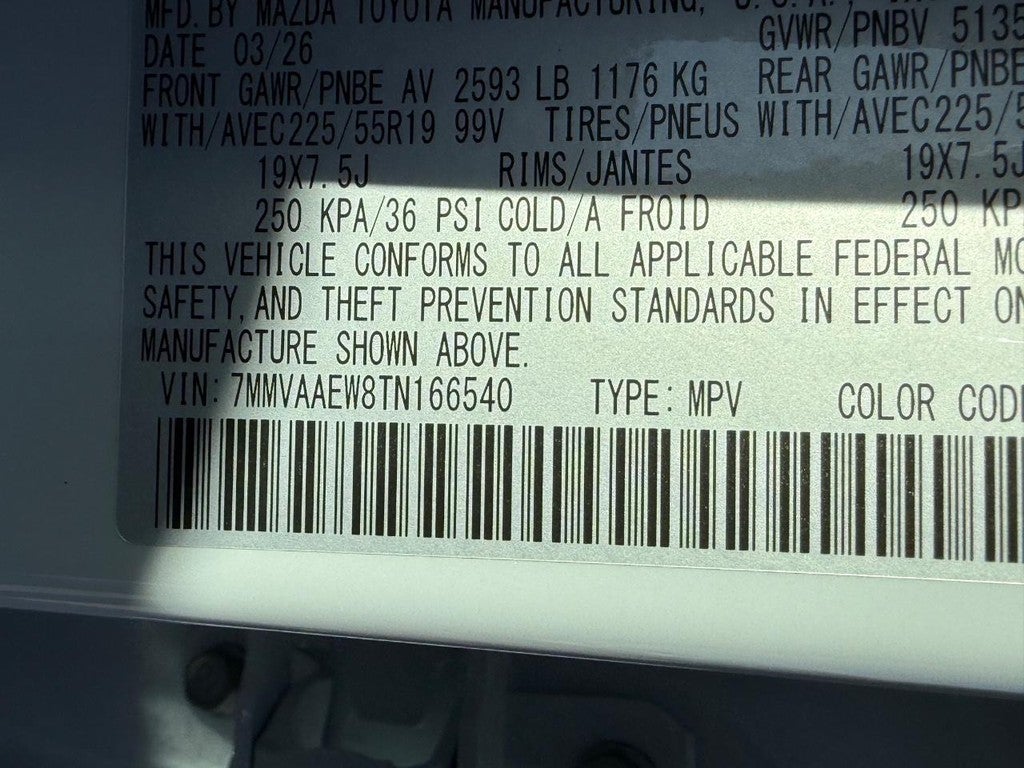 MFD. BY MAZDA TOYOTA MANUFACTURING, U.S.A.,
DATE 03/26 GVWR/PNBV 5135
FRONT GAWR/PNBE AV 2593 LB 1176 KG REAR GAWR/PNBE
WITH/AVEC225/55R19 99V TIRES/PNEUS WITH/AVEC225/5
19X7.5J RIMS/JANTES 19X7.5J
250 KPA/36 PSI COLD/A FROID 250 KP
THIS VEHICLE CONFORMS TO ALL APPLICABLE FEDERAL MO
SAFETY, AND THEFT PREVENTION STANDARDS IN EFFECT ON
MANUFACTURE SHOWN ABOVE.
VIN: 7MMVAAEW8TN166540 TYPE: MPV COLOR CODE